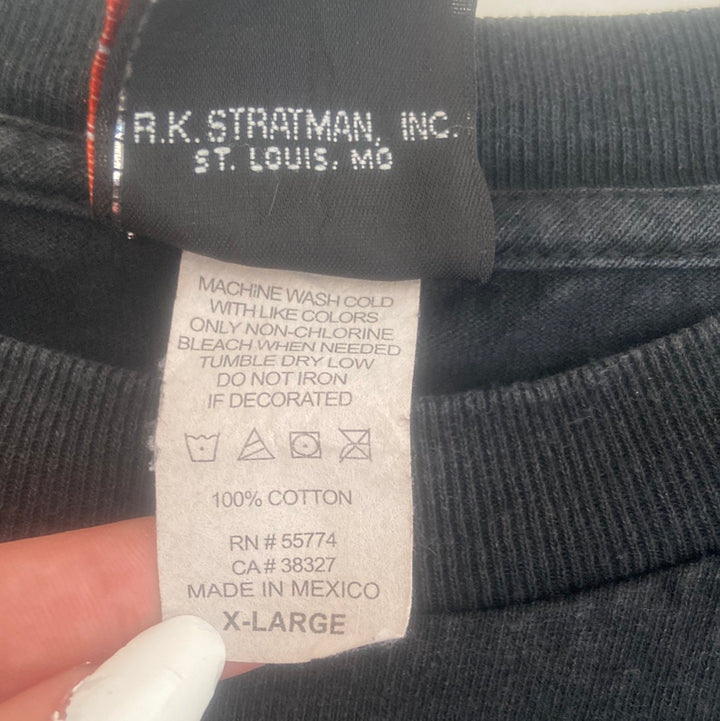 R.K. STRATMAN, INC.
ST. LOUIS, MO
MACHINE WASH COLD
WITH LIKE COLORS
ONLY NON-CHLORINE
BLEACH WHEN NEEDED
TUMBLE DRY LOW
DO NOT IRON
IF DECORATED
100% COTTON
RN # 55774
CA # 38327
MADE IN MEXICO
X-LARGE